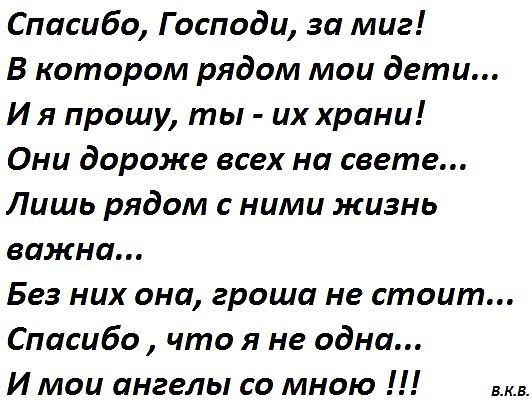 Спасибо, Господи, за миг!
В котором рядом мои дети...
И я прошу, ты - их храни!
Они дороже всех на свете...
Лишь рядом с ними жизнь
важна...
Без них она, гроша не стоит...
Спасибо , что я не одна...
И мои ангелы со мною !!!
В.К.В.